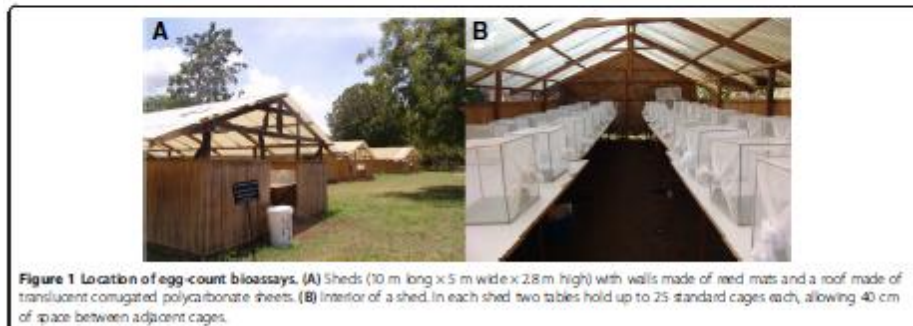 A
B
Figure 1 Location of egg-count bioassays. (A) Sheds (10 m long × 5 m wide × 2.8 m high) with walls made of reed mats and a roof made of
translucent corrugated polycarbonate sheets. (B) Interior of a shed. In each shed two tables hold up to 25 standard cages each, allowing 40 cm
of space between adjacent cages.